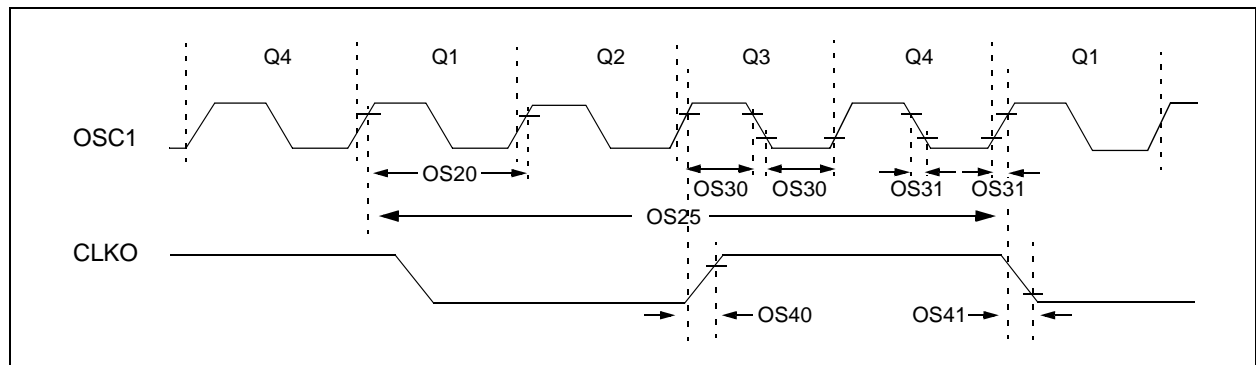 Q4 Q1 Q2 Q3 Q4 Q1
OSC1
OS20 OS30 OS30 OS31 OS31
OS25
CLKO
OS40 OS41